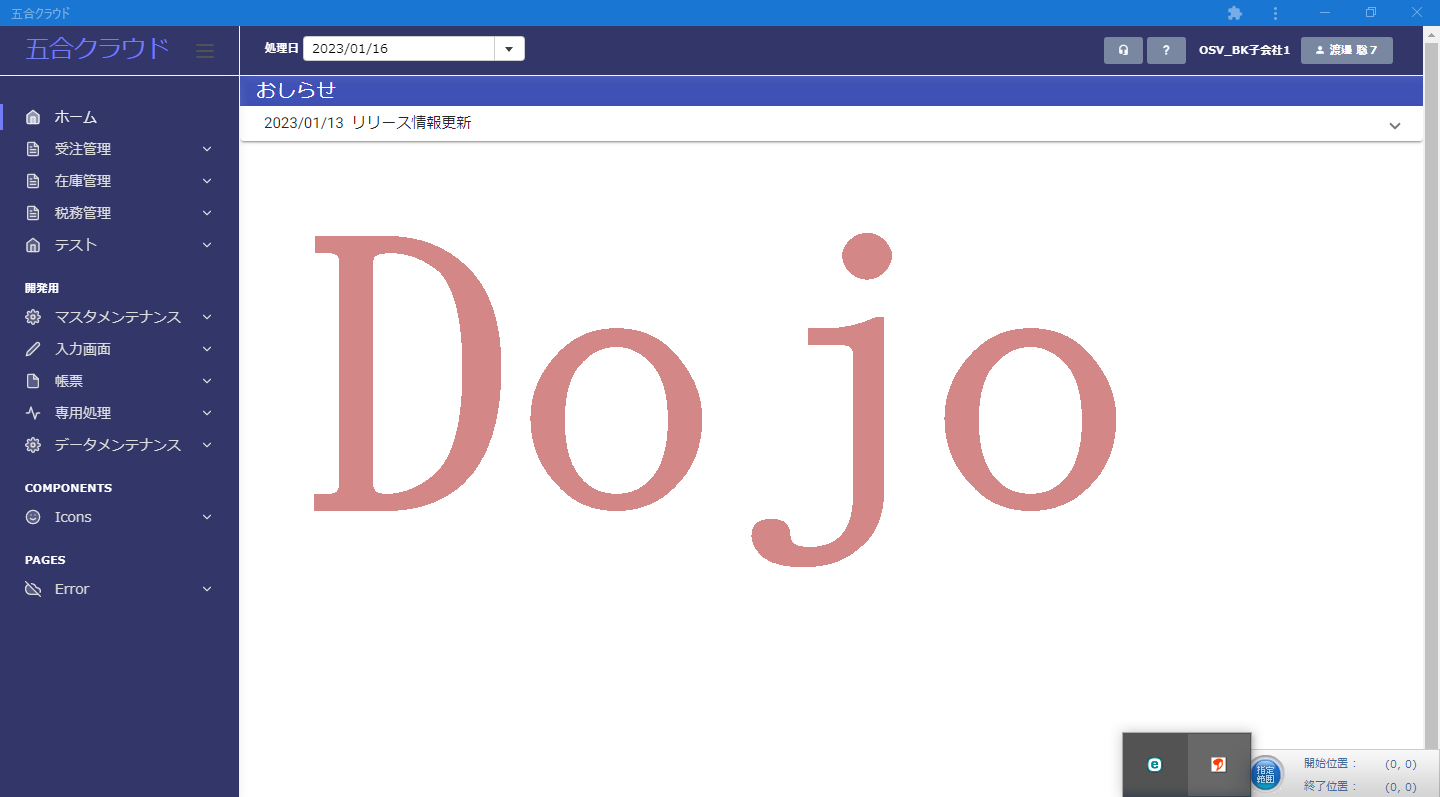 五合クラウド
五合クラウド
処理日 2023/01/16
? OSV_BK子会社1 渡邊 聡7
おしらせ
2023/01/13 リリース情報更新
ホーム
受注管理
在庫管理
税務管理
テスト
開発用
マスタメンテナンス
入力画面
帳票
専用処理
データメンテナンス
COMPONENTS
Icons
PAGES
Error
Dojo
指定
範囲
開始位置: (0, 0)
終了位置: (0, 0)